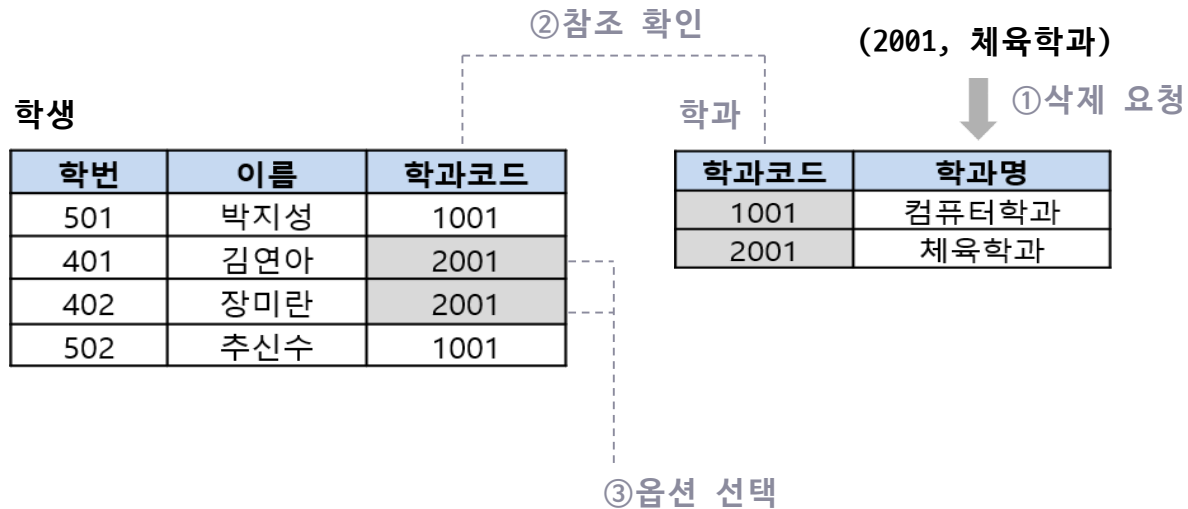 ②참조 확인
(2001, 체육학과)
①삭제 요청
학생
학과
학번 이름 학과코드
501 박지성 1001
401 김연아 2001
402 장미란 2001
502 추신수 1001
학과코드 학과명
1001 컴퓨터학과
2001 체육학과
③옵션 선택